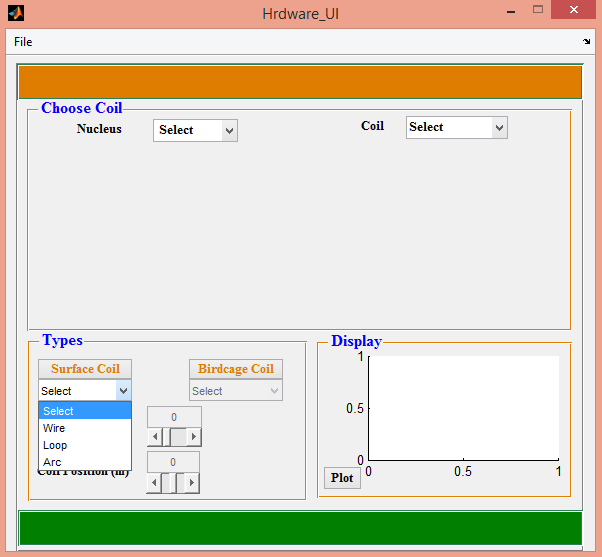 Hrdware_UI
File
Choose Coil
Nucleus Select Coil Select
Types
Surface Coil Birdcage Coil
Select Select
Select
Wire
Loop
Arc
0
Coil Position (m) 0
Display
1
0.5
0
0 0.5 1
Plot